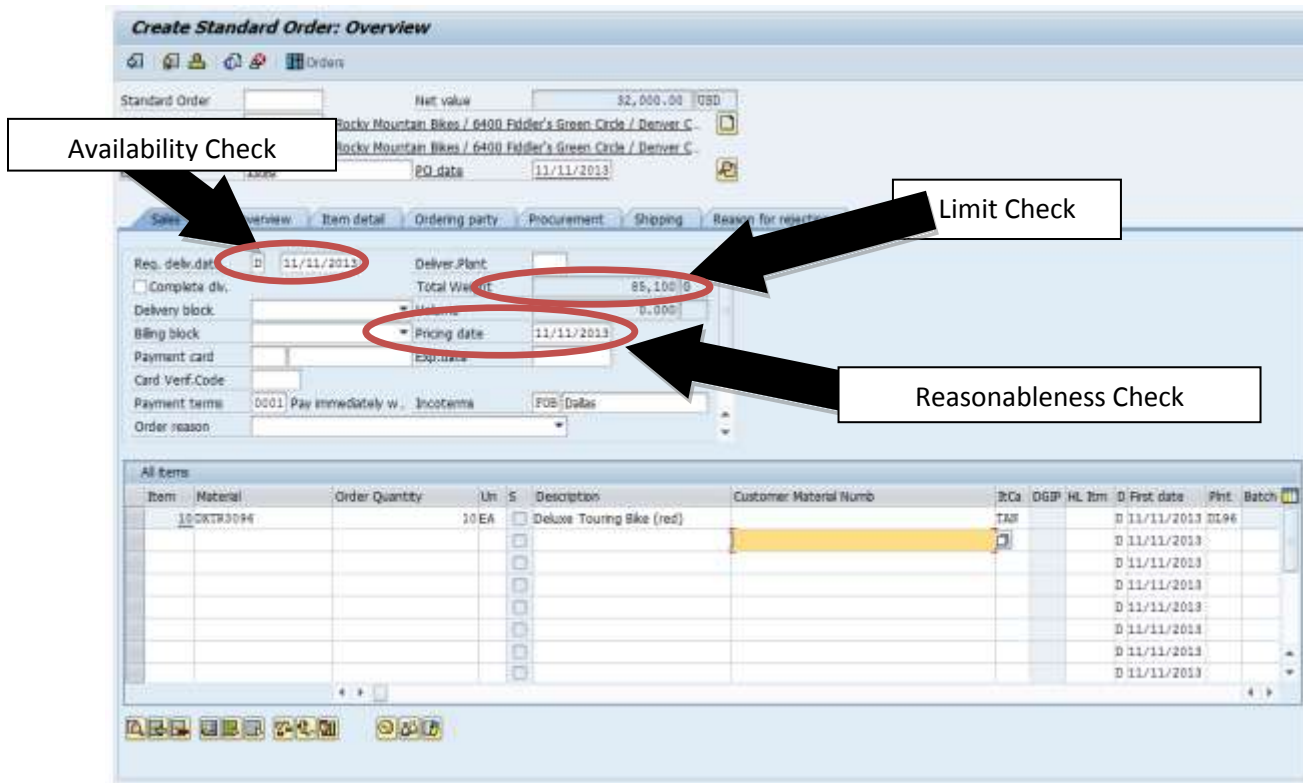 Create Standard Order: Overview
Orders
Standard Order Net value 32,000.00 USD
Rocky Mountain Bikes / 6400 Fiddler's Green Circle / Denver C..
Availability Check
Rocky Mountain Bikes / 6400 Fiddler's Green Circle / Denver C..
PO date 11/11/2013
Limit Check
Sales Item detail Ordering party Procurement Shipping Reason for
Req. deliv.dat D 11/11/2013 Deliver.Plant
Complete dlv. Total Weight 85,100 G
Delivery block Volume 0.000
Billing block Pricing date 11/11/2013
Payment card Exp.date
Card Verif.Code
Reasonableness Check
Payment terms 0001 Pay immediately w.. Incoterms FOB Dallas
Order reason
All items
Item Material Order Quantity Un S Description Customer Material Numb ItCa DGIP HL Itm D First date Plnt Batch
10 10 EA Deluxe Touring Bike (red) TAN D 11/11/2013
D 11/11/2013
D 11/11/2013
D 11/11/2013
D 11/11/2013
D 11/11/2013
D 11/11/2013
D 11/11/2013